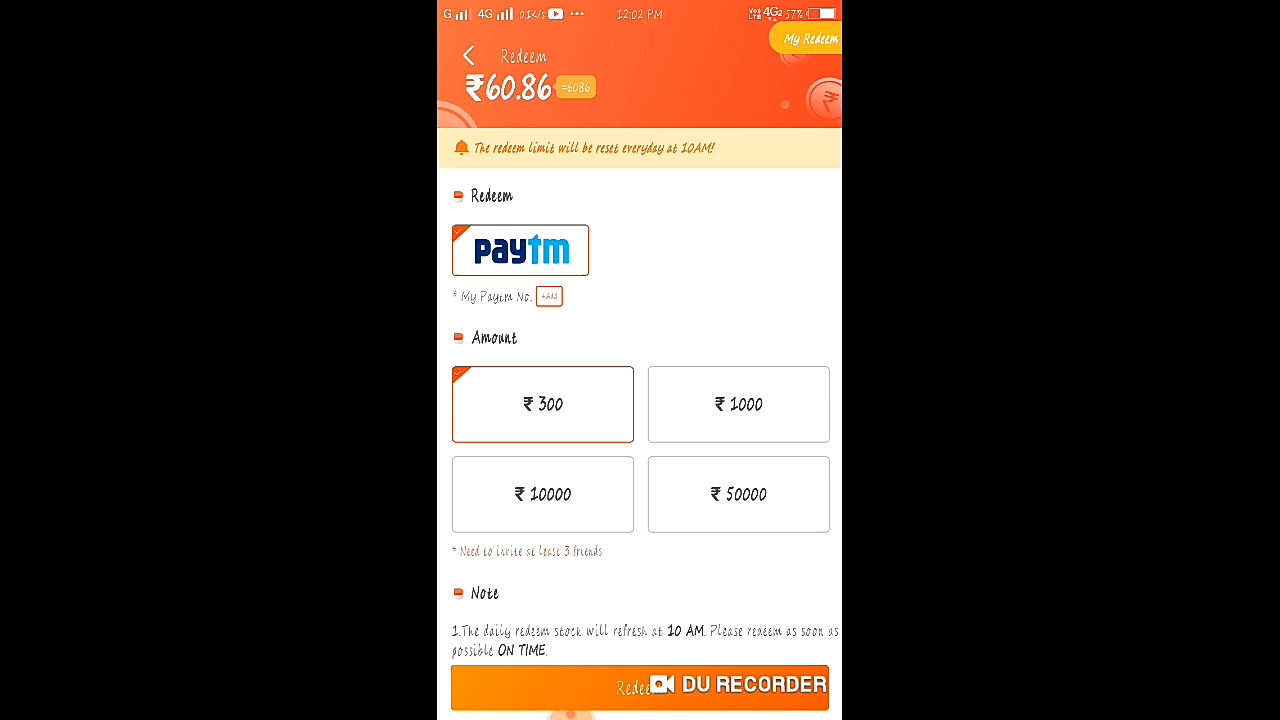 G 4G 0.1K/s ••• 12:02 PM VoLTE 4G2 57%
My Redeem
Redeem
₹60.86 =6086
The redeem limit will be reset everyday at 10AM!
Redeem
paytm
* My Paytm No. +Add
Amount
₹ 300 ₹ 1000
₹ 10000 ₹ 50000
* Need to invite at least 3 friends
Note
1.The daily redeem stock will refresh at 10 AM. Please redeem as soon as
possible ON TIME.
Redee DU RECORDER